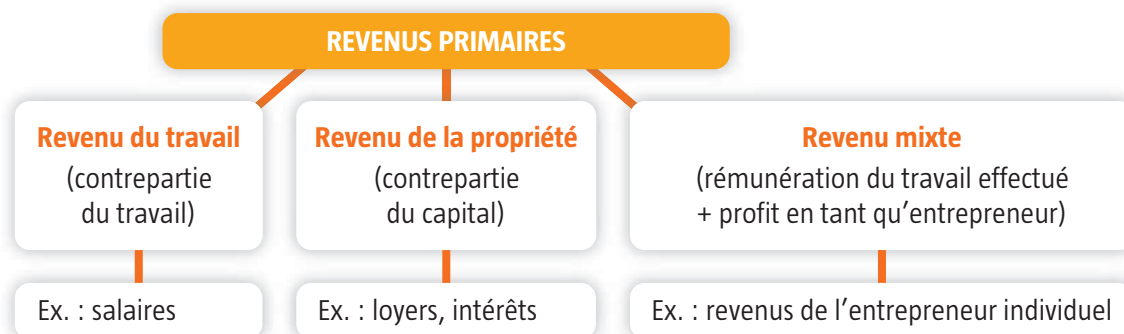 REVENUS PRIMAIRES
Revenu du travail
(contrepartie
du travail)
Revenu de la propriété
(contrepartie
du capital)
Revenu mixte
(rémunération du travail effectué
+ profit en tant qu’entrepreneur)
Ex. : salaires
Ex. : loyers, intérêts
Ex. : revenus de l’entrepreneur individuel